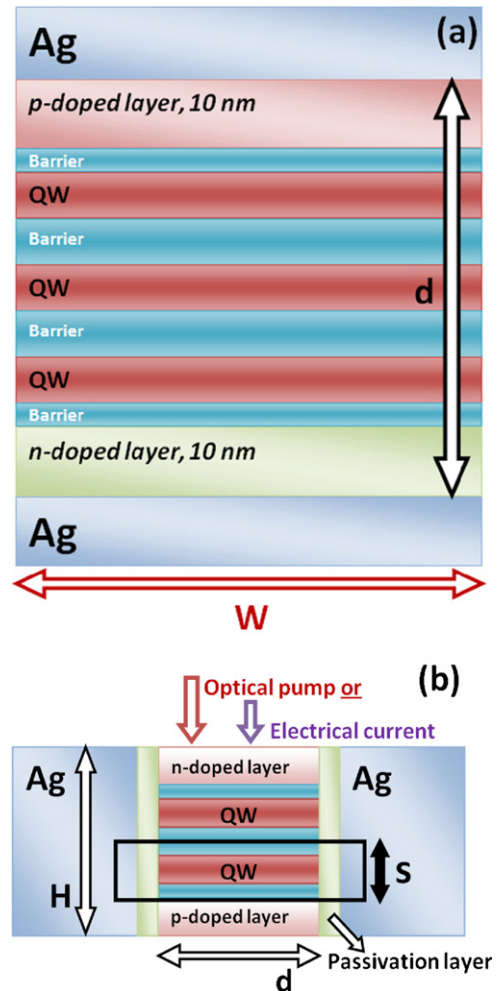 Ag
(a)
p-doped layer, 10 nm
Barrier
QW
Barrier
QW
d
Barrier
QW
Barrier
n-doped layer, 10 nm
Ag
W
(b)
Optical pump or
Electrical current
Ag
n-doped layer
Ag
QW
H
QW
S
p-doped layer
d
Passivation layer